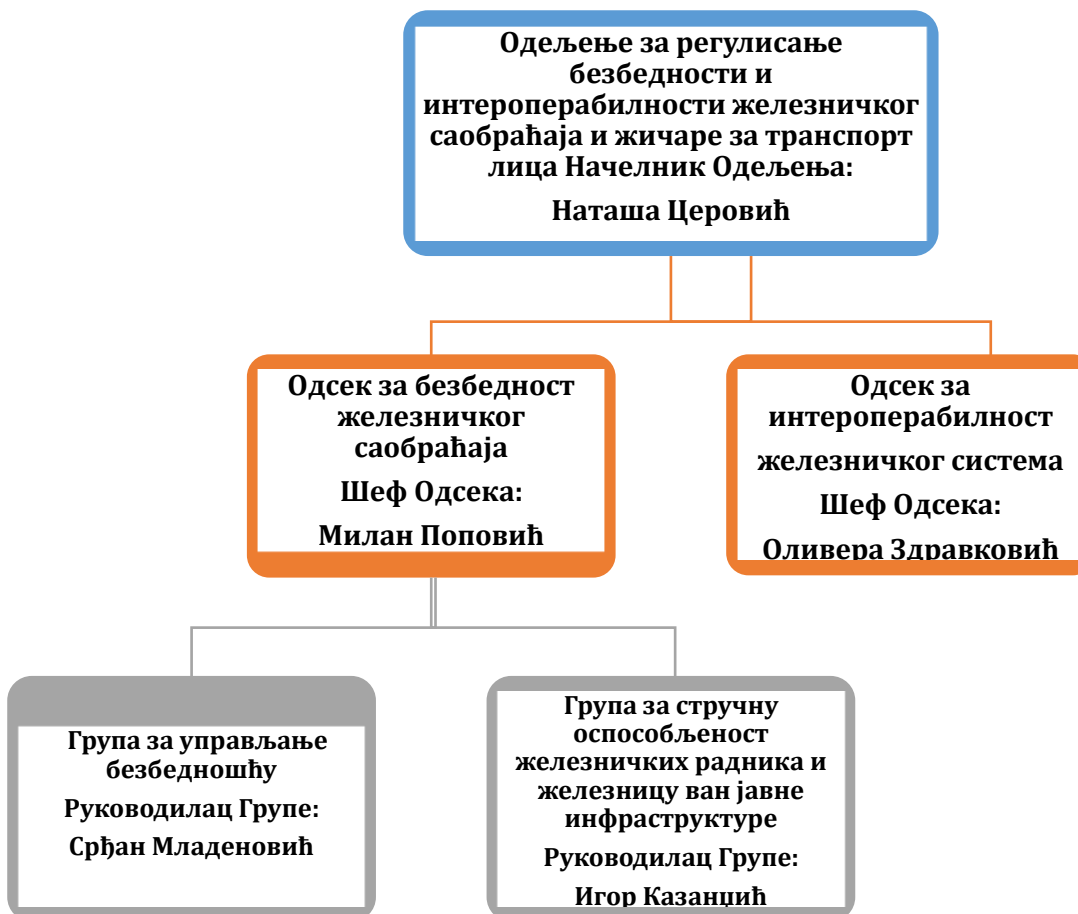 Одељење за регулисање
безбедности и
интероперабилности железничког
саобраћаја и жичаре за транспорт
лица Начелник Одељења:
Наташа Церовић
Одсек за безбедност
железничког
саобраћаја
Шеф Одсека:
Милан Поповић
Одсек за
интероперабилност
железничког система
Шеф Одсека:
Оливера Здравковић
Група за управљање
безбедношћу
Руководилац Групе:
Срђан Младеновић
Група за стручну
оспособљеност
железничких радника и
железницу ван јавне
инфраструктуре
Руководилац Групе:
Игор Казанџић